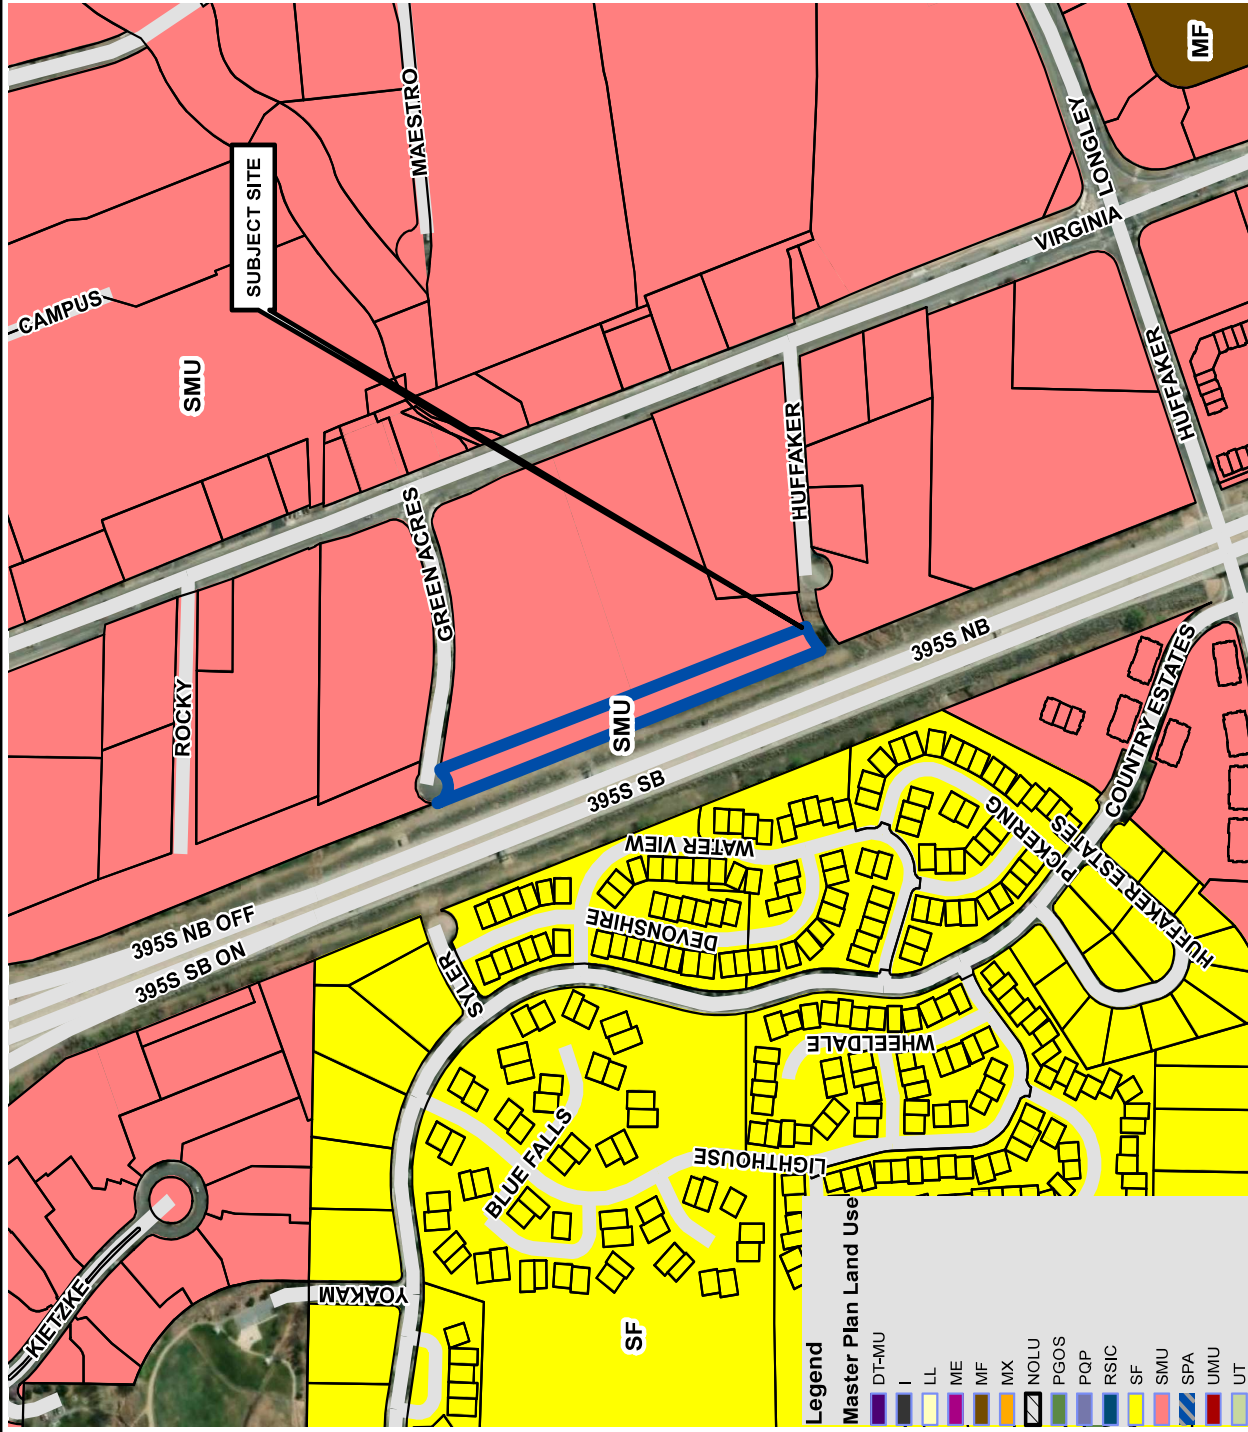 MF
LONGLEY
VIRGINIA
MAESTRO
SUBJECT SITE
CAMPUS
SMU
HUFFAKER
HUFFAKER
GREEN ACRES
ROCKY
395S NB
COUNTRY ESTATES
SMU
395S SB
PICKERING
HUFFAKER ESTATES
WATER VIEW
DEVONSHIRE
395S NB OFF
395S SB ON
SYLER
WHEELDALE
LIGHTHOUSE
BLUE FALLS
YOAKAM
KIETZKE
SF
Legend
Master Plan Land Use
DT-MU
I
LL
ME
MF
MX
NOLU
PGOS
PQP
RSIC
SF
SMU
SPA
UMU
UT